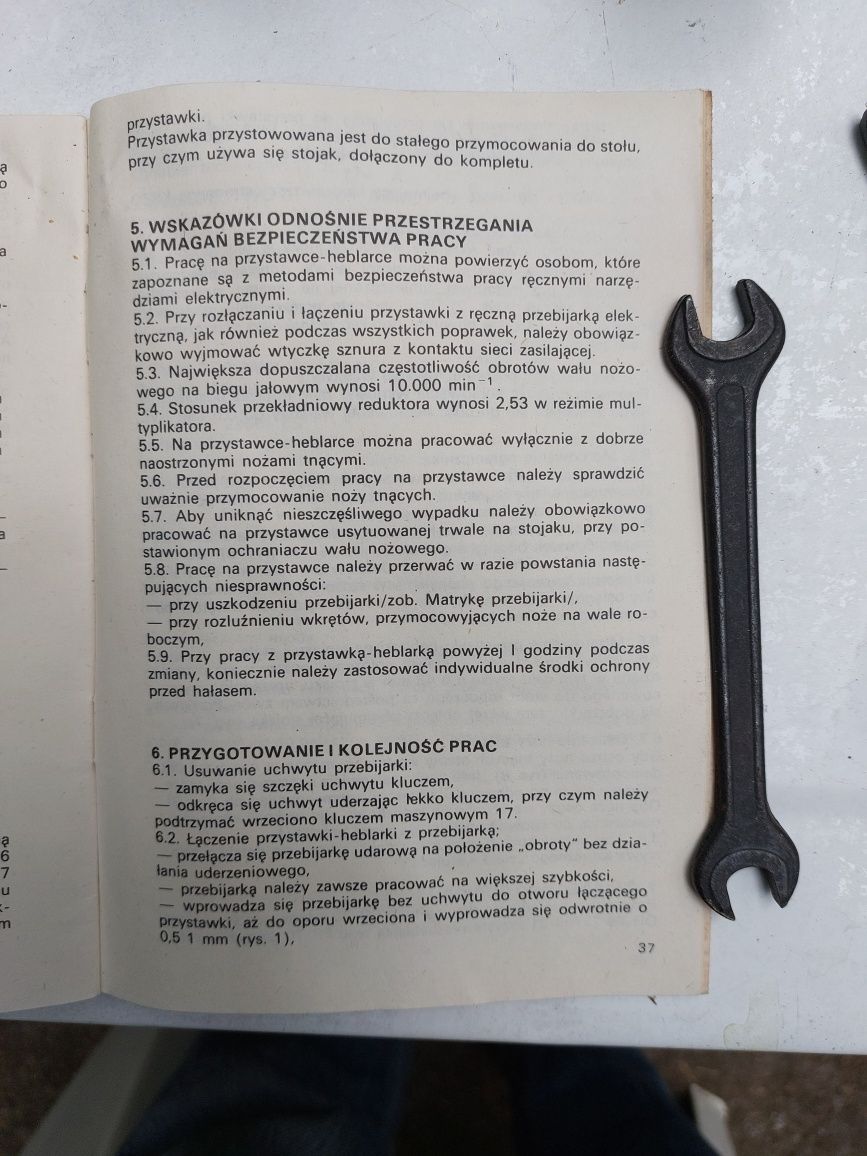 przystawki.
Przystawka przystowowana jest do stałego przymocowania do stołu,
przy czym używa się stojak, dołączony do kompletu.
5. WSKAZÓWKI ODNOŚNIE PRZESTRZEGANIA
WYMAGAŃ BEZPIECZEŃSTWA PRACY
5.1. Pracę na przystawce-heblarce można powierzyć osobom, które
zapoznane są z metodami bezpieczeństwa pracy ręcznymi narzę-
dziami elektrycznymi.
5.2. Przy rozłączaniu i łączeniu przystawki z ręczną przebijarką elek-
tryczną, jak również podczas wszystkich poprawek, należy obowiąz-
kowo wyjmować wtyczkę sznura z kontaktu sieci zasilającej.
5.3. Największa dopuszczalana częstotliwość obrotów wału nożo-
wego na biegu jałowym wynosi 10.000 min⁻¹.
5.4. Stosunek przekładniowy reduktora wynosi 2,53 w reżimie mul-
typlikatora.
5.5. Na przystawce-heblarce można pracować wyłącznie z dobrze
naostrzonymi nożami tnącymi.
5.6. Przed rozpoczęciem pracy na przystawce należy sprawdzić
uważnie przymocowanie noży tnących.
5.7. Aby uniknąć nieszczęśliwego wypadku należy obowiązkowo
pracować na przystawce usytuowanej trwale na stojaku, przy po-
stawionym ochraniaczu wału nożowego.
5.8. Pracę na przystawce należy przerwać w razie powstania nastę-
pujących niesprawności:
— przy uszkodzeniu przebijarki/zob. Matrykę przebijarki/,
— przy rozluźnieniu wkrętów, przymocowyjących noże na wale ro-
boczym,
5.9. Przy pracy z przystawką-heblarką powyżej I godziny podczas
zmiany, koniecznie należy zastosować indywidualne środki ochrony
przed hałasem.
6. PRZYGOTOWANIE I KOLEJNOŚĆ PRAC
6.1. Usuwanie uchwytu przebijarki:
— zamyka się szczęki uchwytu kluczem,
— odkręca się uchwyt uderzając lekko kluczem, przy czym należy
podtrzymać wrzeciono kluczem maszynowym 17.
6.2. Łączenie przystawki-heblarki z przebijarką;
— przełącza się przebijarkę udarową na położenie „obroty" bez dzia-
łania uderzeniowego,
— przebijarką należy zawsze pracować na większej szybkości,
— wprowadza się przebijarkę bez uchwytu do otworu łączącego
przystawki, aż do oporu wrzeciona i wyprowadza się odwrotnie o
0,5 1 mm (rys. 1),
37